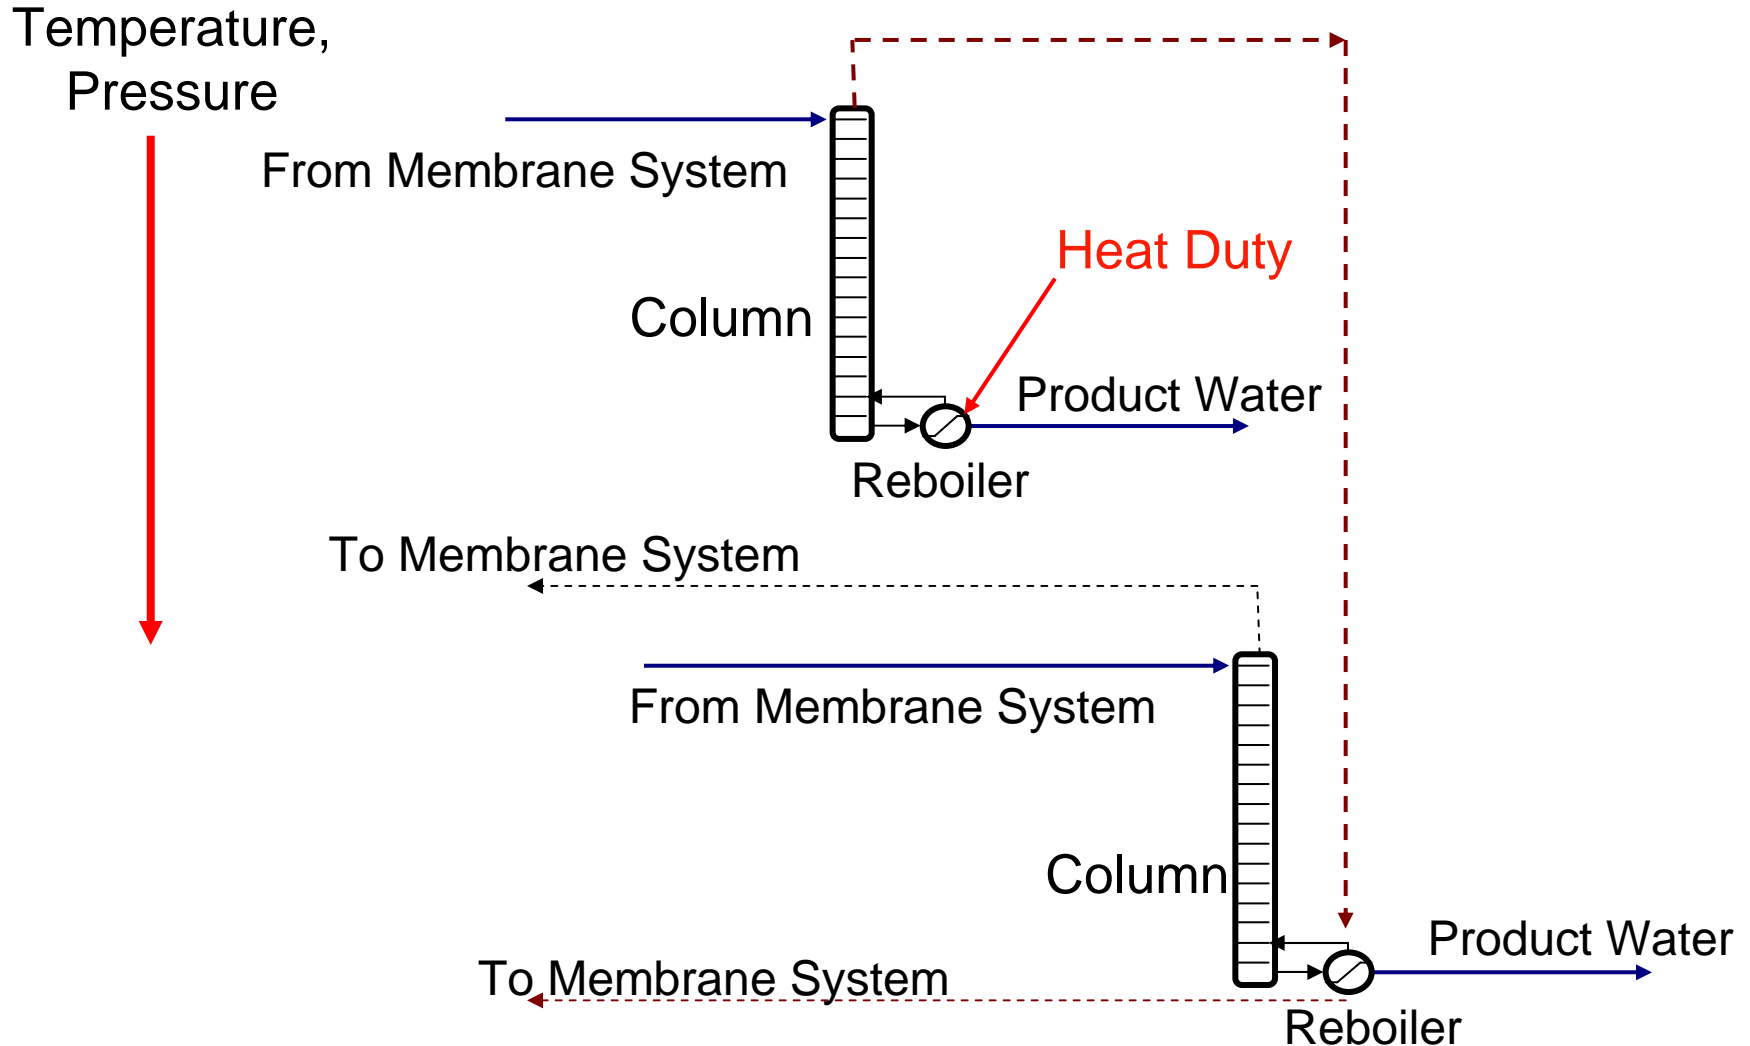 Temperature,
Pressure
From Membrane System
Heat Duty
Column
Product Water
Reboiler
To Membrane System
From Membrane System
Column
Product Water
To Membrane System
Reboiler